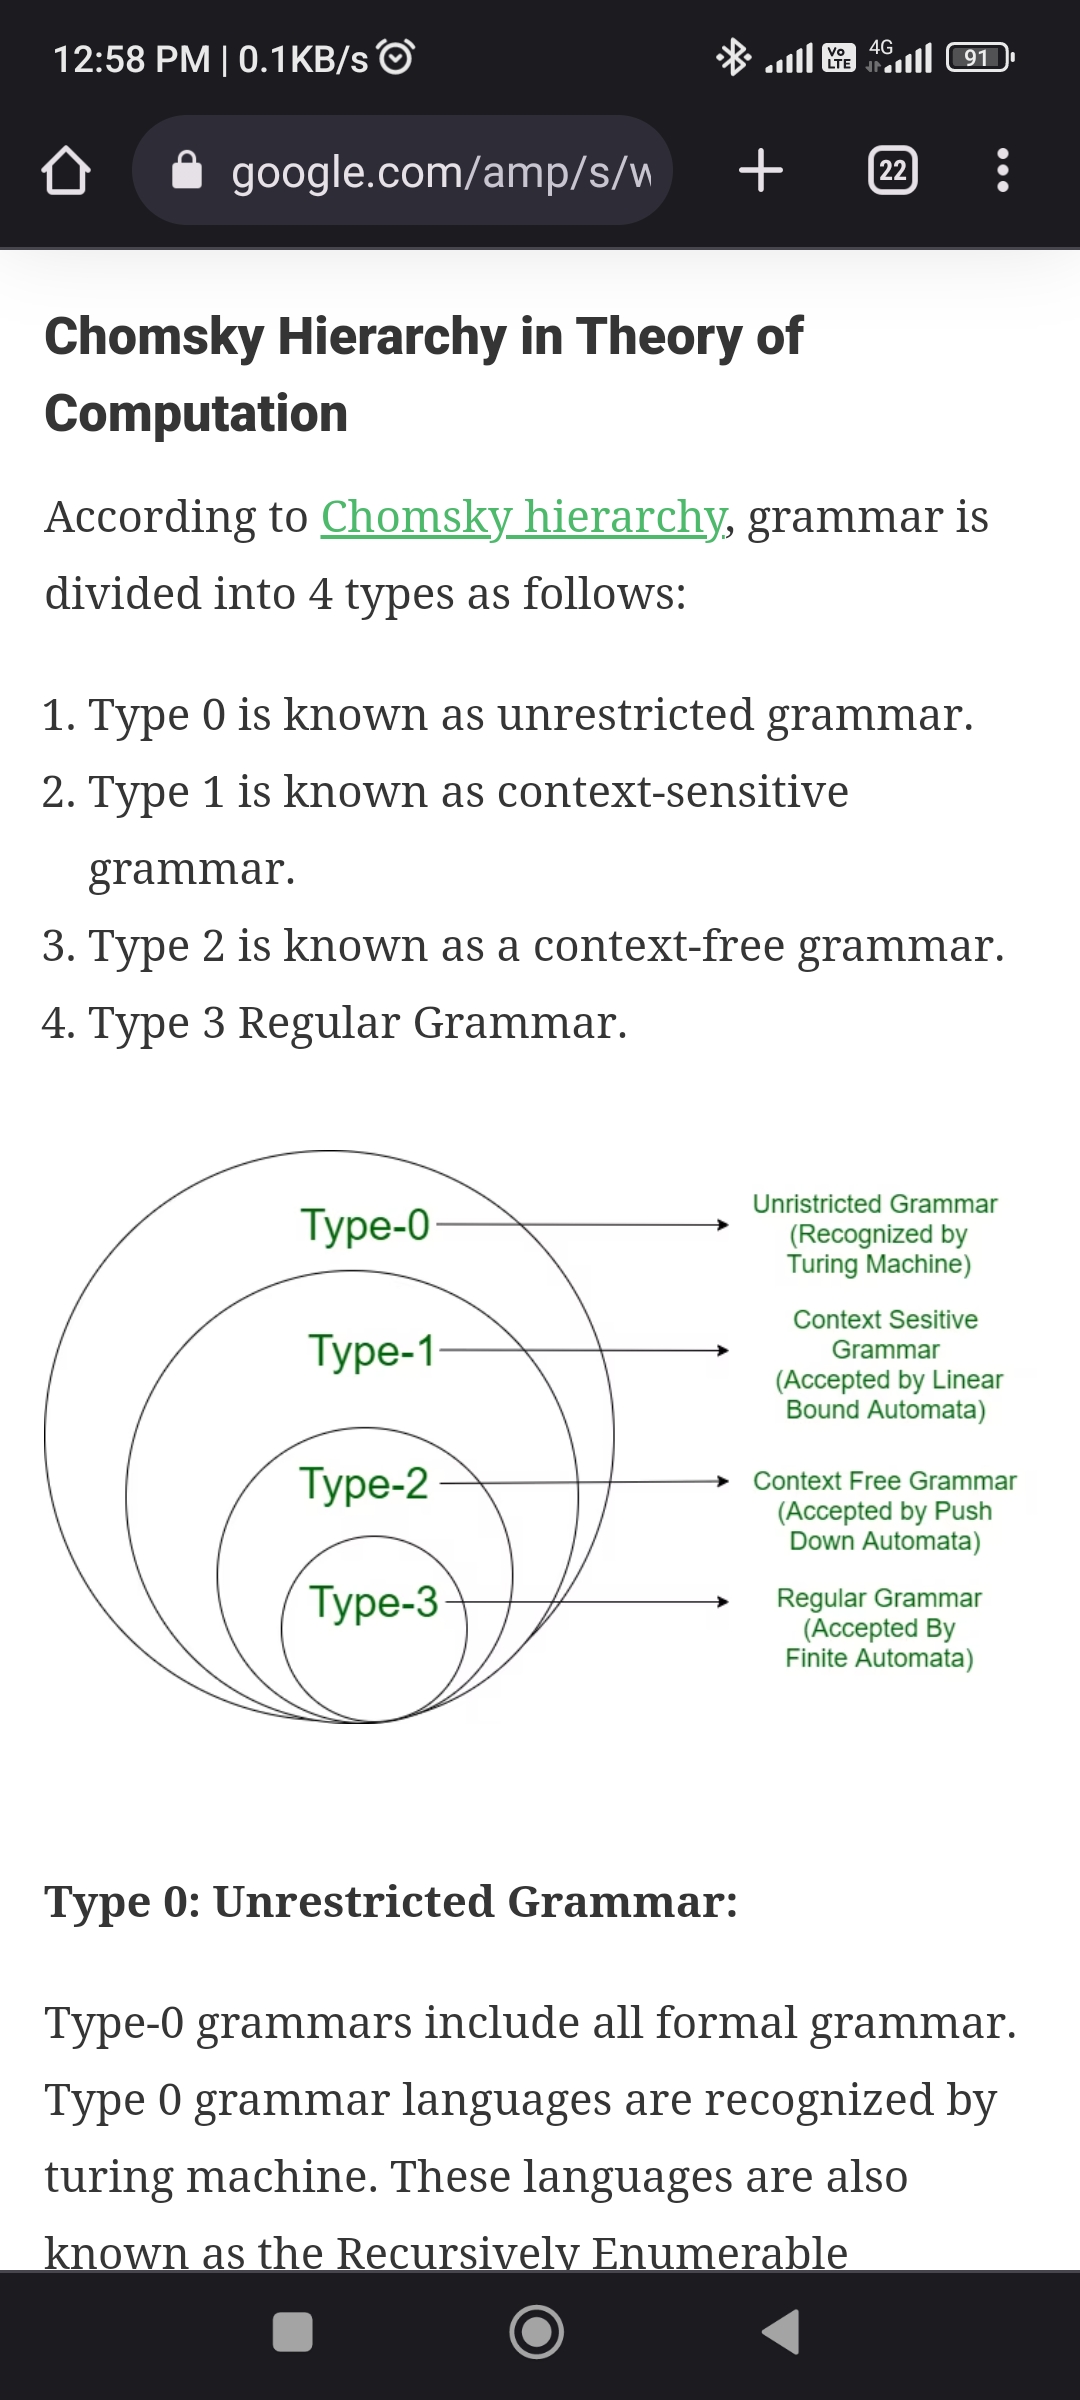 12:58 PM | 0.1KB/s
Vo
LTE
4G
91
google.com/amp/s/w
22
Chomsky Hierarchy in Theory of
Computation
According to Chomsky hierarchy, grammar is
divided into 4 types as follows:
1. Type 0 is known as unrestricted grammar.
2. Type 1 is known as context-sensitive
grammar.
3. Type 2 is known as a context-free grammar.
4. Type 3 Regular Grammar.
Type-0
Unristricted Grammar
(Recognized by
Turing Machine)
Type-1
Context Sesitive
Grammar
(Accepted by Linear
Bound Automata)
Type-2
Context Free Grammar
(Accepted by Push
Down Automata)
Type-3
Regular Grammar
(Accepted By
Finite Automata)
Type 0: Unrestricted Grammar:
Type-0 grammars include all formal grammar.
Type 0 grammar languages are recognized by
turing machine. These languages are also
known as the Recursively Enumerable